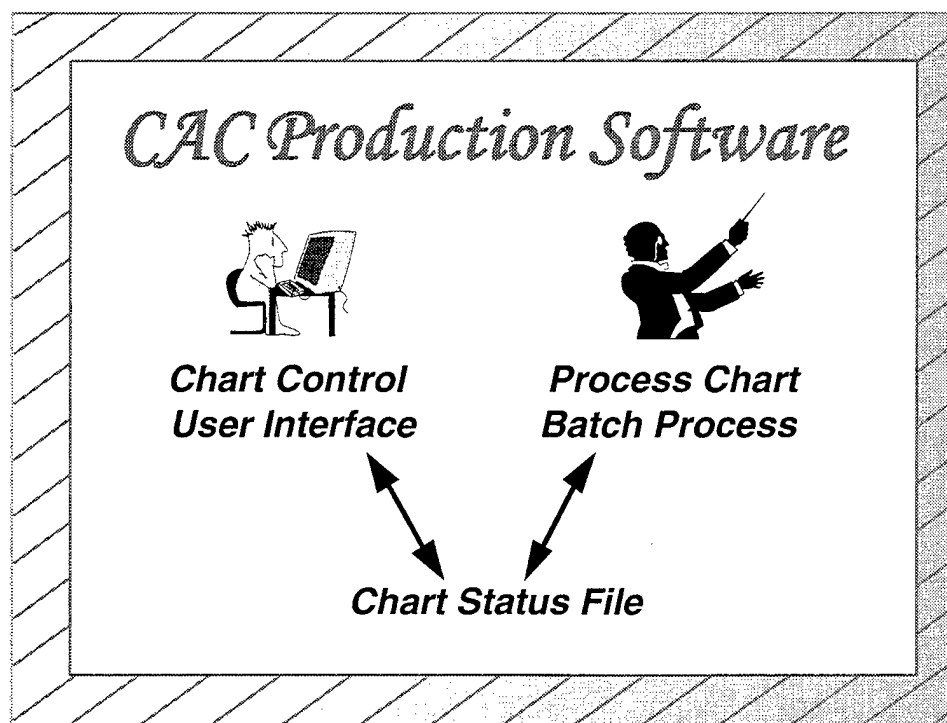 CAC Production Software
Chart Control
User Interface
Process Chart
Batch Process
Chart Status File